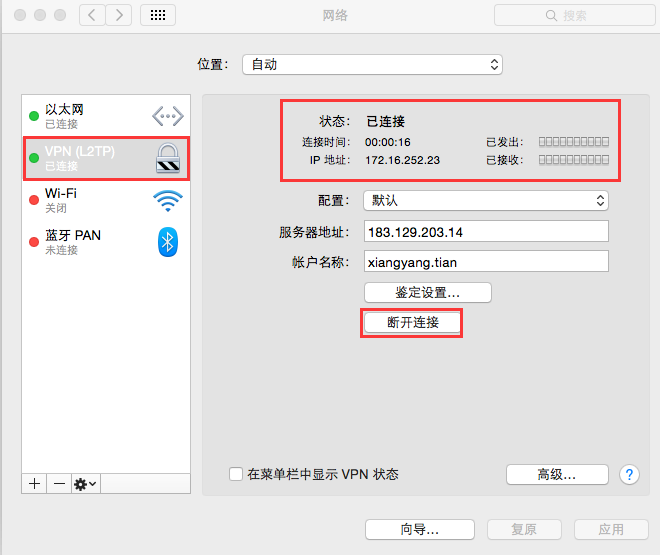 网络
搜索
位置： 自动
以太网
已连接
VPN (L2TP)
已连接
Wi-Fi
关闭
蓝牙 PAN
未连接
状态： 已连接
连接时间： 00:00:16 已发出：
IP 地址： 172.16.252.23 已接收：
配置： 默认
服务器地址： 183.129.203.14
帐户名称： xiangyang.tian
鉴定设置...
断开连接
在菜单栏中显示 VPN 状态
高级...
?
向导...
复原
应用